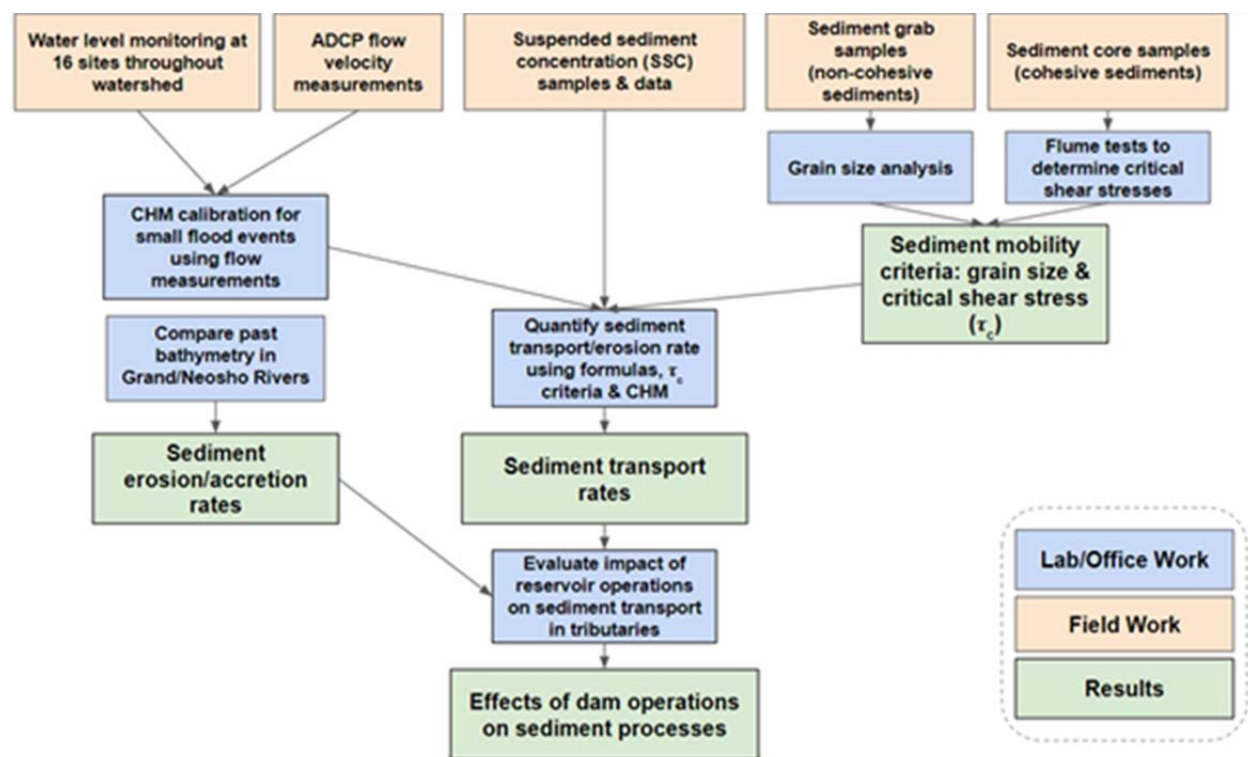 Water level monitoring at
16 sites throughout
watershed
ADCP flow
velocity
measurements
Suspended sediment
concentration (SSC)
samples & data
Sediment grab
samples
(non-cohesive
sediments)
Sediment core samples
(cohesive sediments)
Grain size analysis
Flume tests to
determine critical
shear stresses
CHM calibration for
small flood events
using flow
measurements
Sediment mobility
criteria: grain size &
critical shear stress
(τc)
Compare past
bathymetry in
Grand/Neosho Rivers
Quantify sediment
transport/erosion rate
using formulas, τc
criteria & CHM
Sediment
erosion/accretion
rates
Sediment transport
rates
Evaluate impact of
reservoir operations
on sediment transport
in tributaries
Effects of dam operations
on sediment processes
Lab/Office Work
Field Work
Results